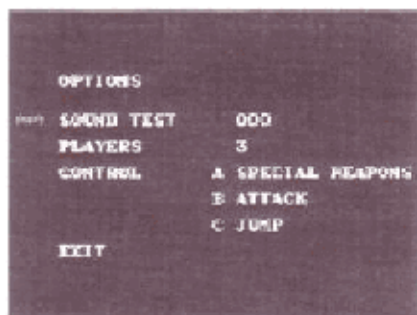 OPTIONS
SOUND TEST 000
PLAYERS 3
CONTROL A SPECIAL WEAPONS
B ATTACK
C JUMP
EXIT